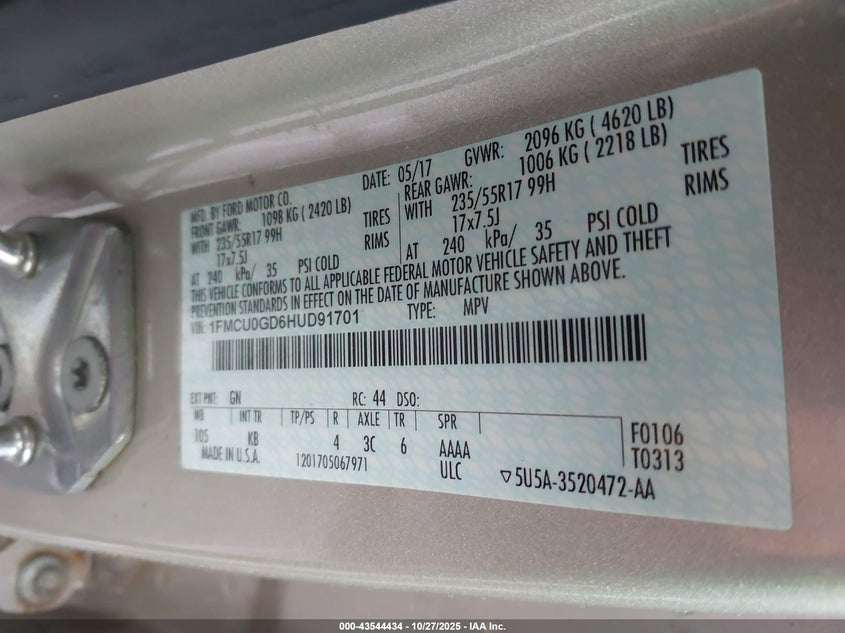 MFD. BY FORD MOTOR CO.
DATE: 05/17 GVWR: 2096 KG ( 4620 LB)
FRONT GAWR: 1098 KG ( 2420 LB)
REAR GAWR: 1006 KG ( 2218 LB)
WITH 235/55R17 99H TIRES
WITH 235/55R17 99H TIRES
17x7.5J RIMS
17x7.5J RIMS
AT 240 kPa/ 35 PSI COLD
AT 240 kPa/ 35 PSI COLD
THIS VEHICLE CONFORMS TO ALL APPLICABLE FEDERAL MOTOR VEHICLE SAFETY AND THEFT
PREVENTION STANDARDS IN EFFECT ON THE DATE OF MANUFACTURE SHOWN ABOVE.
VIN: 1FMCU0GD6HUD91701 TYPE: MPV
EXT PNT: GN RC: 44 DSO:
WB INT TR TP/PS R AXLE TR SPR
105 KB 4 3C 6 AAAA
F0106
T0313
MADE IN U.S.A. 1201705067971 ULC ▽5U5A-3520472-AA
000-43544434 | 10/27/2025 - IAA Inc.